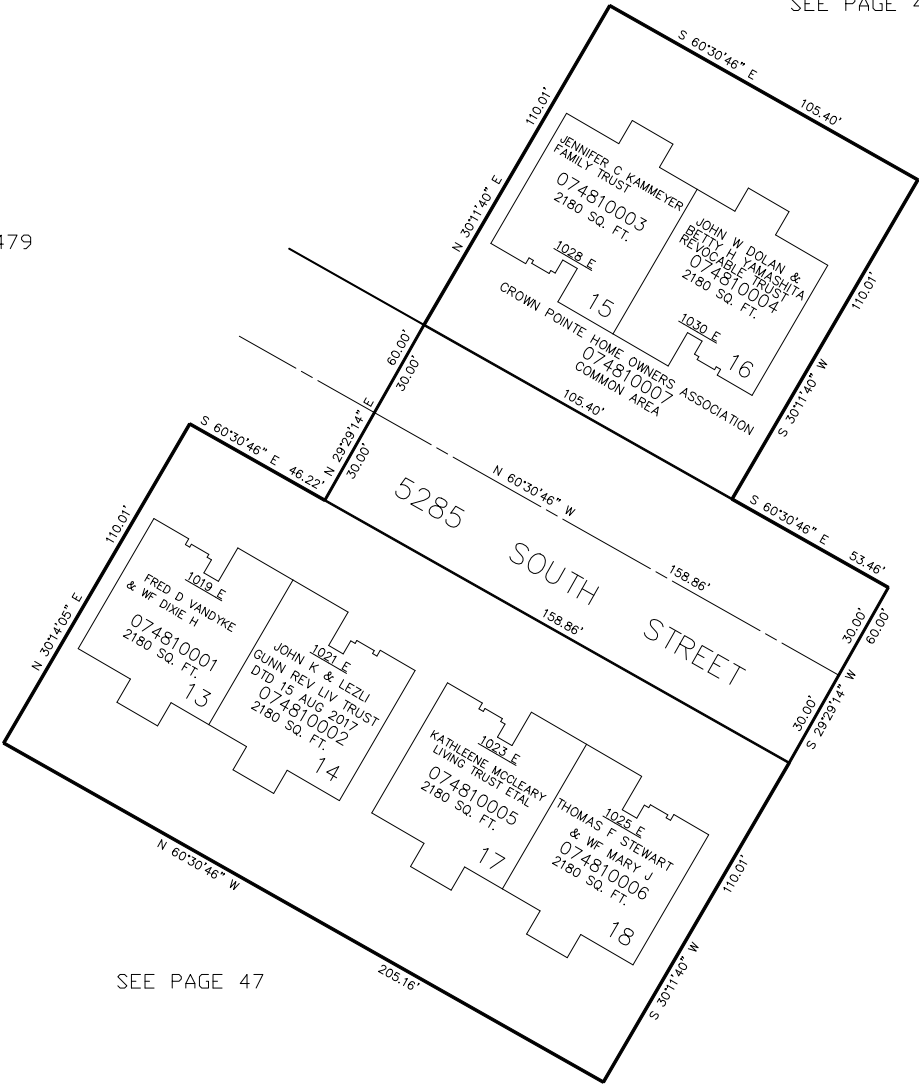 SEE PAGE 4
S 60°30'46" E
105.40'
110.01'
N 30°11'40" E
JENNIFER C KAMMEYER
FAMILY TRUST
074810003
2180 SQ. FT.
1028 E
15
JOHN W DOLAN &
BETTY H YAMASHITA
REVOCABLE TRUST
074810004
2180 SQ. FT.
1030 E
16
110.01'
S 30°11'40" W
479
CROWN POINTE HOME OWNERS ASSOCIATION
074810007
COMMON AREA
105.40'
60.00'
30.00'
N 29°29'14" E
30.00'
S 60°30'46" E
46.22'
N 60°30'46" W
158.86'
S 60°30'46" E
53.46'
5285 SOUTH STREET
158.86'
30.00'
60.00'
30.00'
S 29°29'14" W
110.01'
N 30°14'05" E
1019 E
FRED D VANDYKE
& WF DIXIE H
074810001
2180 SQ. FT.
13
1021 E
JOHN K & LEZLI
GUNN REV LIV TRUST
DTD 15 AUG 2017
074810002
2180 SQ. FT.
14
1023 E
KATHLEENE MCCLEARY
LIVING TRUST ETAL
074810005
2180 SQ. FT.
17
1025 E
THOMAS F STEWART
& WF MARY J
074810006
2180 SQ. FT.
18
110.01'
S 30°11'40" W
N 60°30'46" W
205.16'
SEE PAGE 47